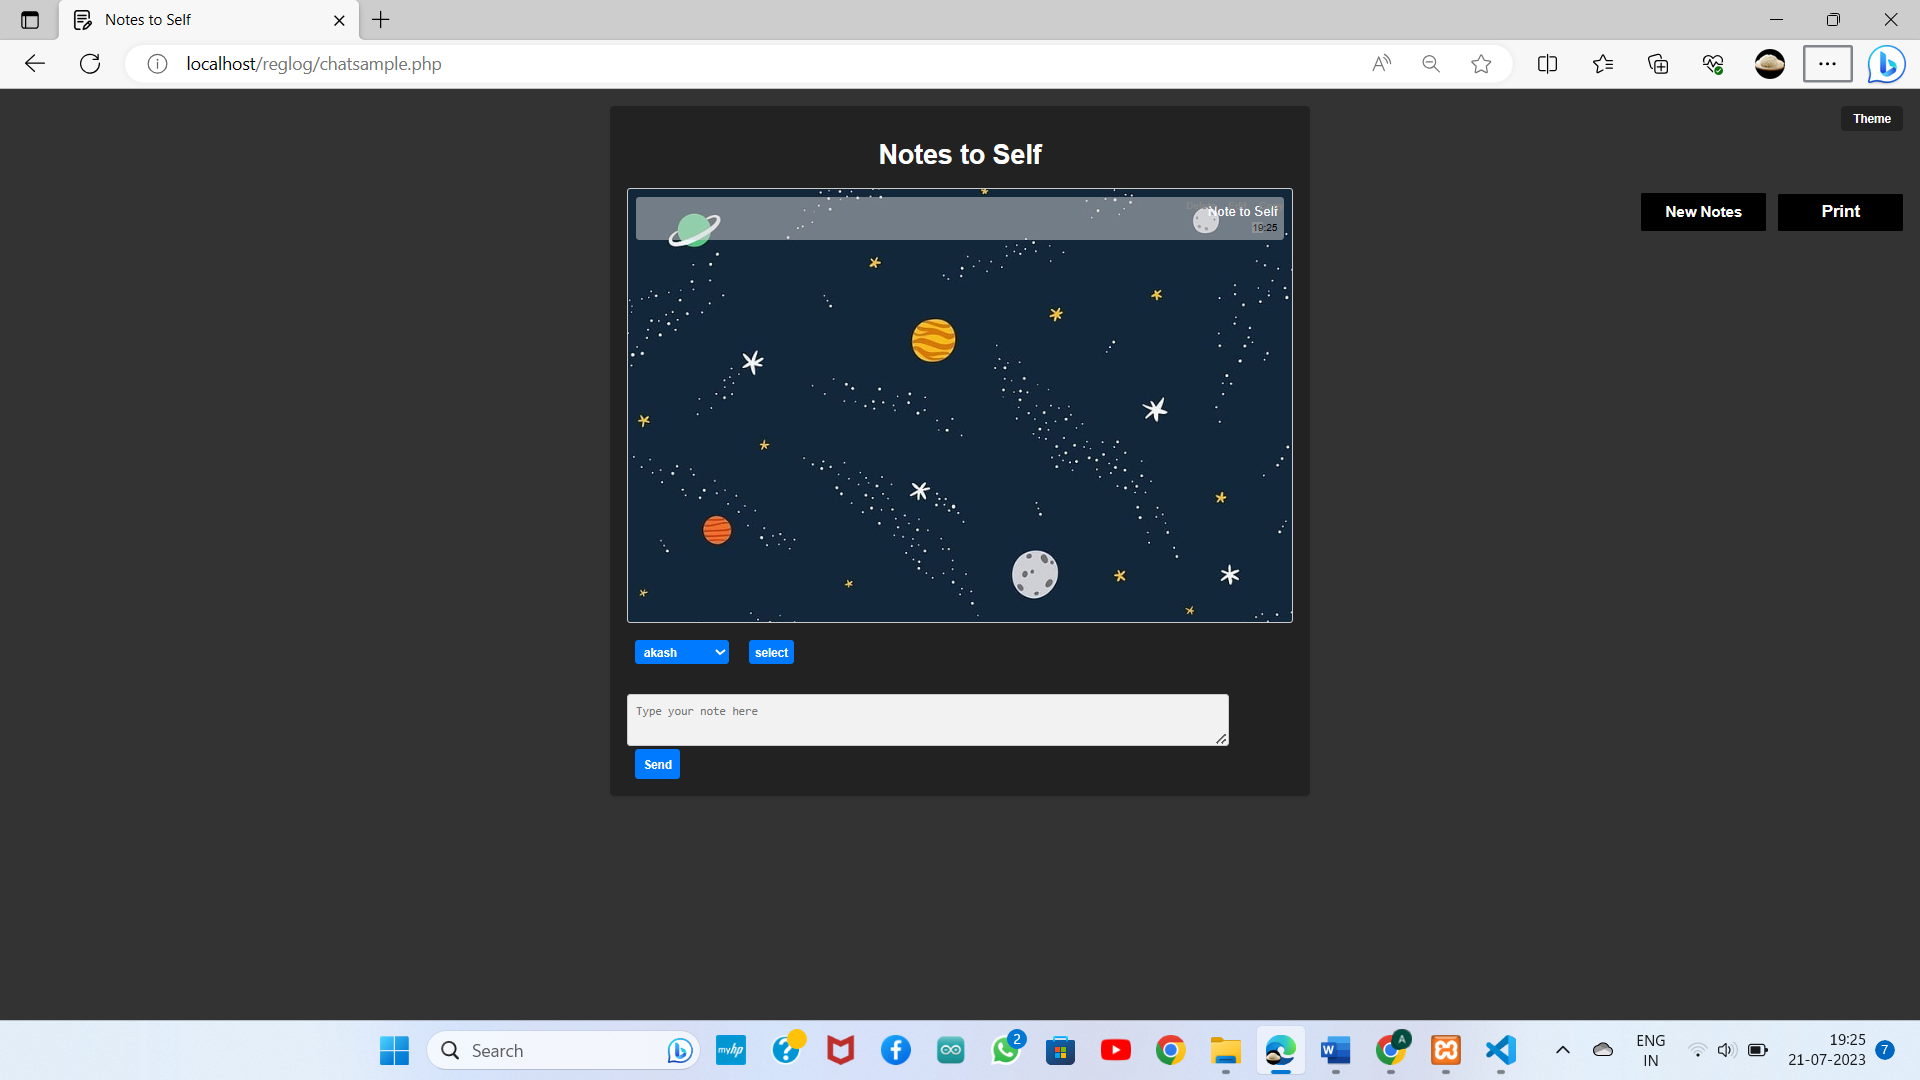 Notes to Self
localhost/reglog/chatsample.php
Theme
Notes to Self
Note to Self
19:25
New Notes
Print
akash
select
Type your note here
Send
Search
myhp
2
A
ENG
IN
19:25
21-07-2023
7